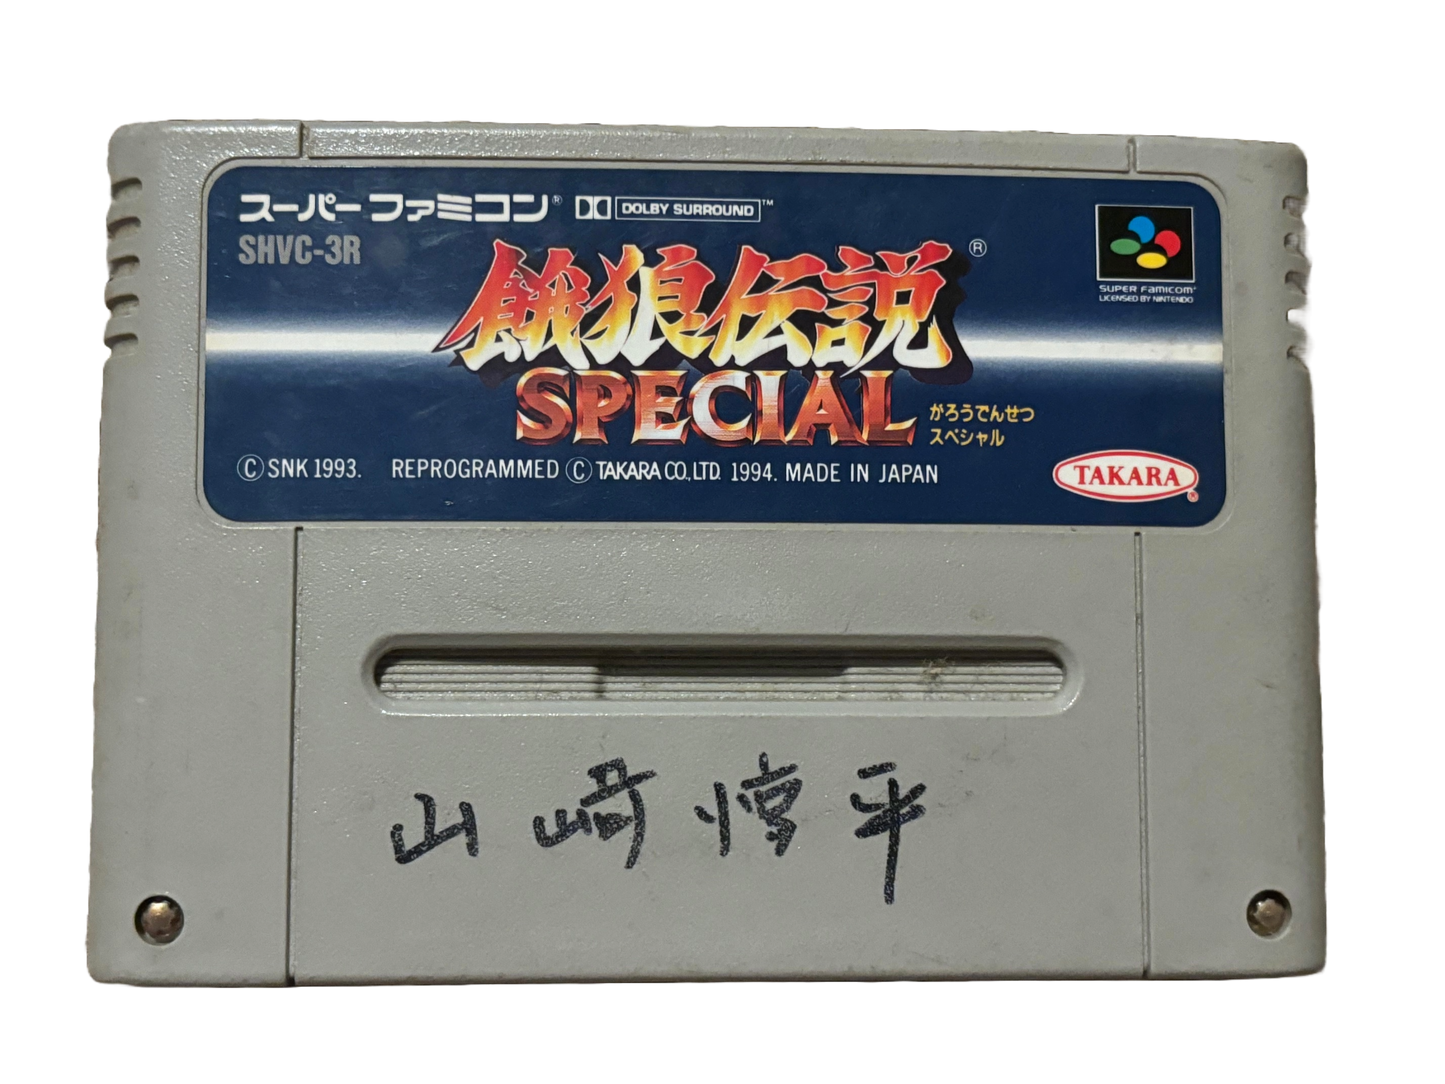 スーパーファミコン® DOLBY SURROUND™
SHVC-3R
餓狼伝説®
SPECIAL
がろうでんせつ
スペシャル
SUPER FAMICOM
LICENSED BY NINTENDO
© SNK 1993. REPROGRAMMED © TAKARA CO., LTD. 1994. MADE IN JAPAN
TAKARA®
山﨑惇平